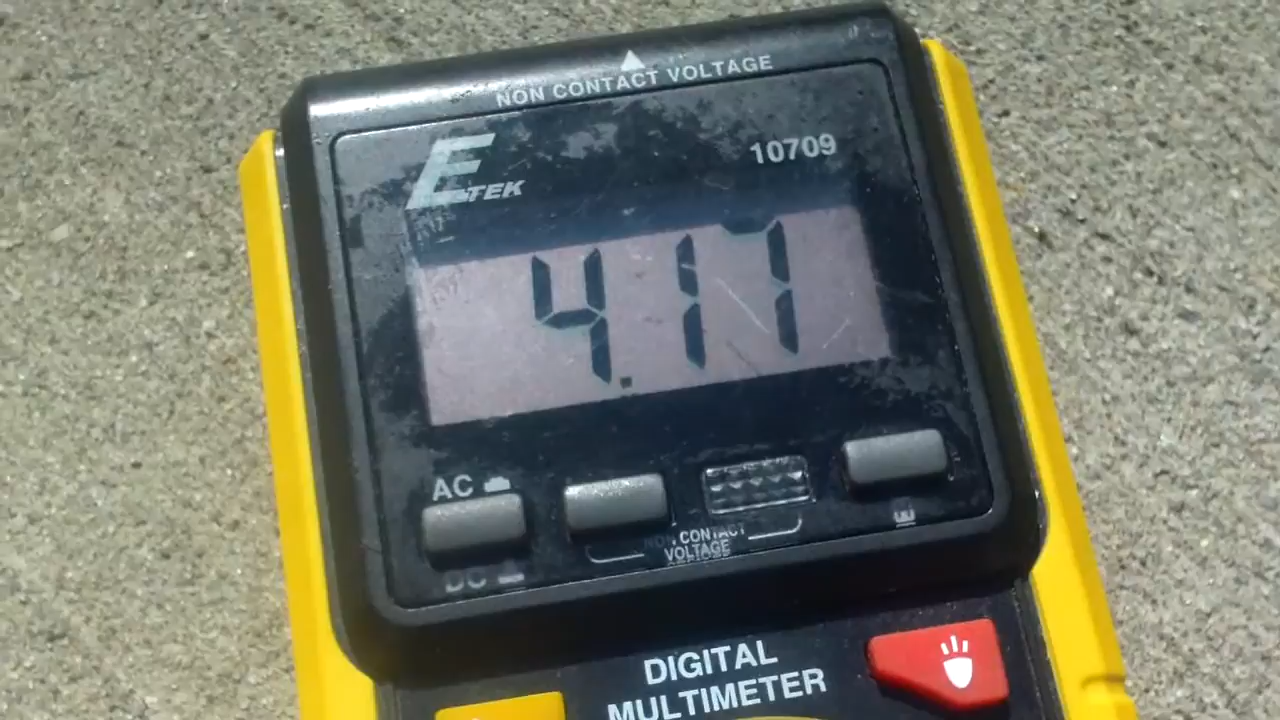 NON CONTACT VOLTAGE
ETEK
10709
4.17
AC
NON CONTACT
VOLTAGE
DC
DIGITAL
MULTIMETER